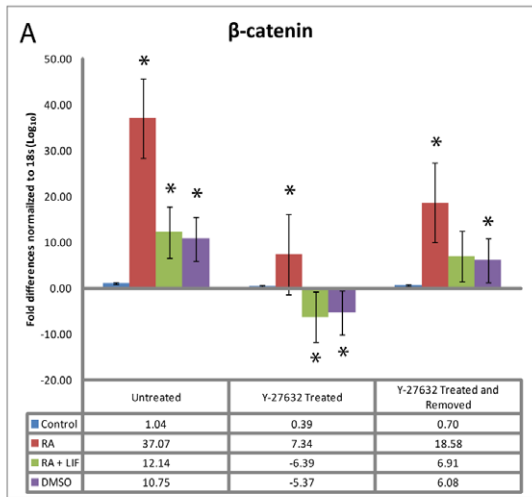 A
β-catenin
Fold differences normailzed to 18s (Log10)
50.00
40.00
30.00
20.00
10.00
0.00
-10.00
-20.00
* * * * * * * * *
Untreated Y-27632 Treated Y-27632 Treated and
Removed
Control 1.04 0.39 0.70
RA 37.07 7.34 18.58
RA + LIF 12.14 -6.39 6.91
DMSO 10.75 -5.37 6.08